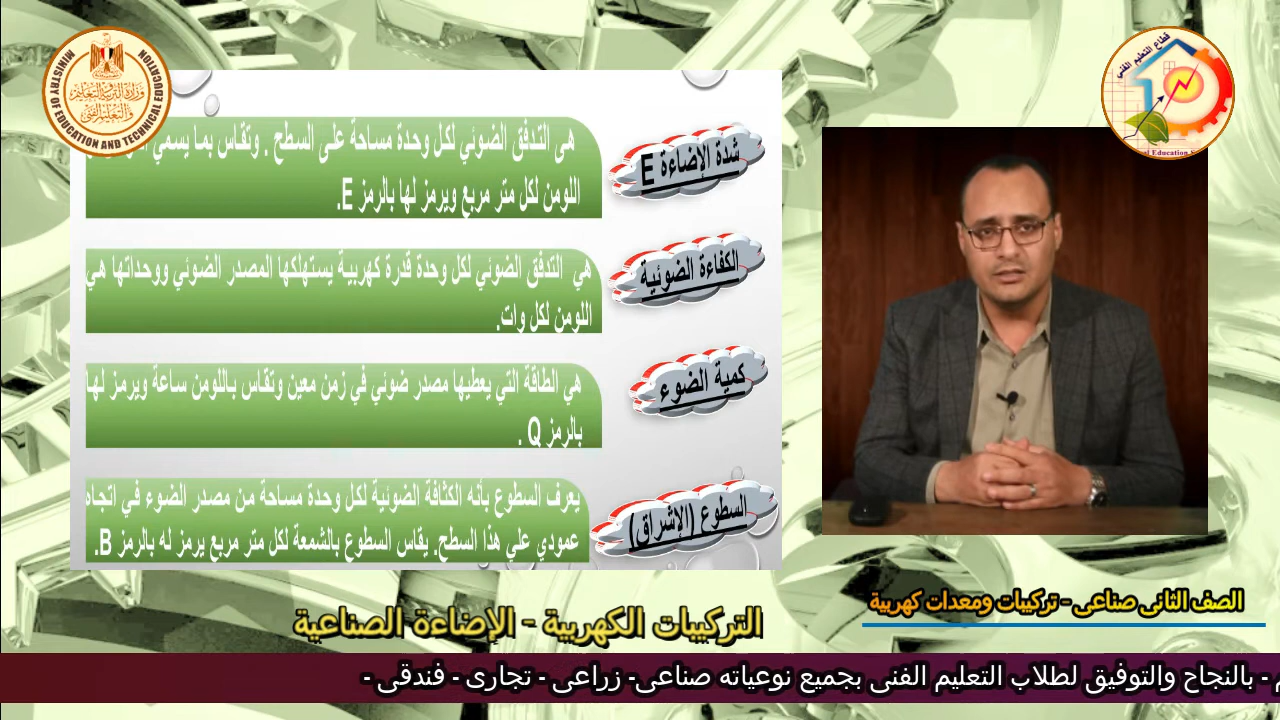 MINISTRY OF EDUCATION AND TECHNICAL EDUCATION
وزارة التربية والتعليم
والتعليم الفنى
قطاع التعليم الفني
شدة الإضاءة E
هى التدفق الضوئي لكل وحدة مساحة على السطح . وتقاس بما يسمي
اللومن لكل متر مربع ويرمز لها بالرمز E.
الكفاءة الضوئية
هي التدفق الضوئي لكل وحدة قدرة كهربية يستهلكها المصدر الضوئي ووحداتها هي
اللومن لكل وات.
كمية الضوء
هي الطاقة التي يعطيها مصدر ضوئي في زمن معين وتقاس باللومن ساعة ويرمز لها
بالرمز Q .
السطوع (الإشراق)
يعرف السطوع بأنه الكثافة الضوئية لكل وحدة مساحة من مصدر الضوء في اتجاه
عمودي علي هذا السطح. يقاس السطوع بالشمعة لكل متر مربع يرمز له بالرمز B.
الصف الثانى صناعى - تركيبات ومعدات كهربية
التركيبات الكهربية - الإضاءة الصناعية
م - بالنجاح والتوفيق لطلاب التعليم الفنى بجميع نوعياته صناعى- زراعى - تجارى - فندقى -